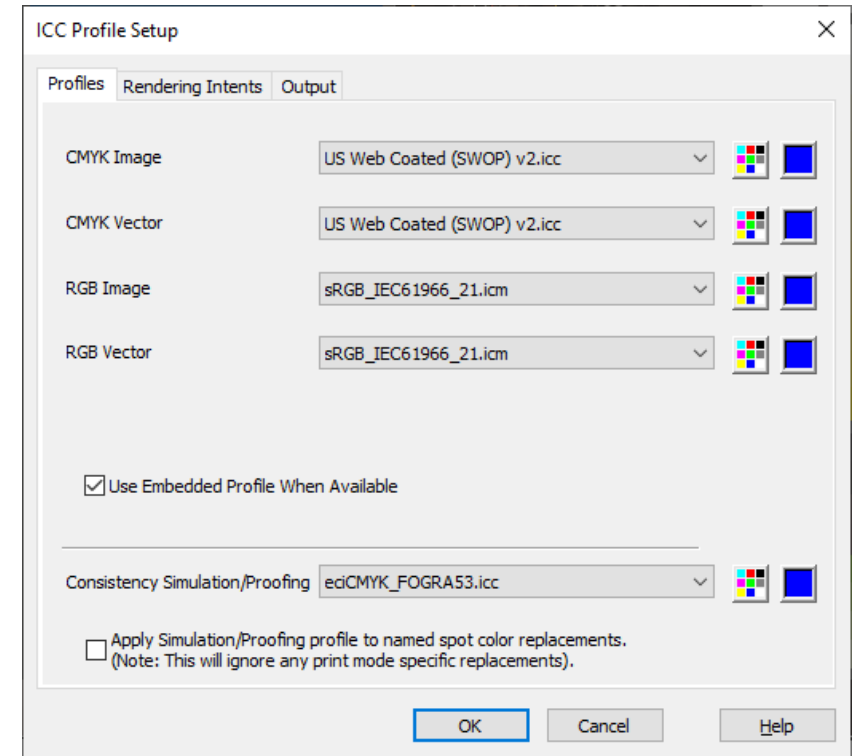 ICC Profile Setup
Profiles Rendering Intents Output
CMYK Image US Web Coated (SWOP) v2.icc
CMYK Vector US Web Coated (SWOP) v2.icc
RGB Image sRGB_IEC61966_21.icm
RGB Vector sRGB_IEC61966_21.icm
Use Embedded Profile When Available
Consistency Simulation/Proofing eciCMYK_FOGRA53.icc
Apply Simulation/Proofing profile to named spot color replacements.
(Note: This will ignore any print mode specific replacements).
OK Cancel Help